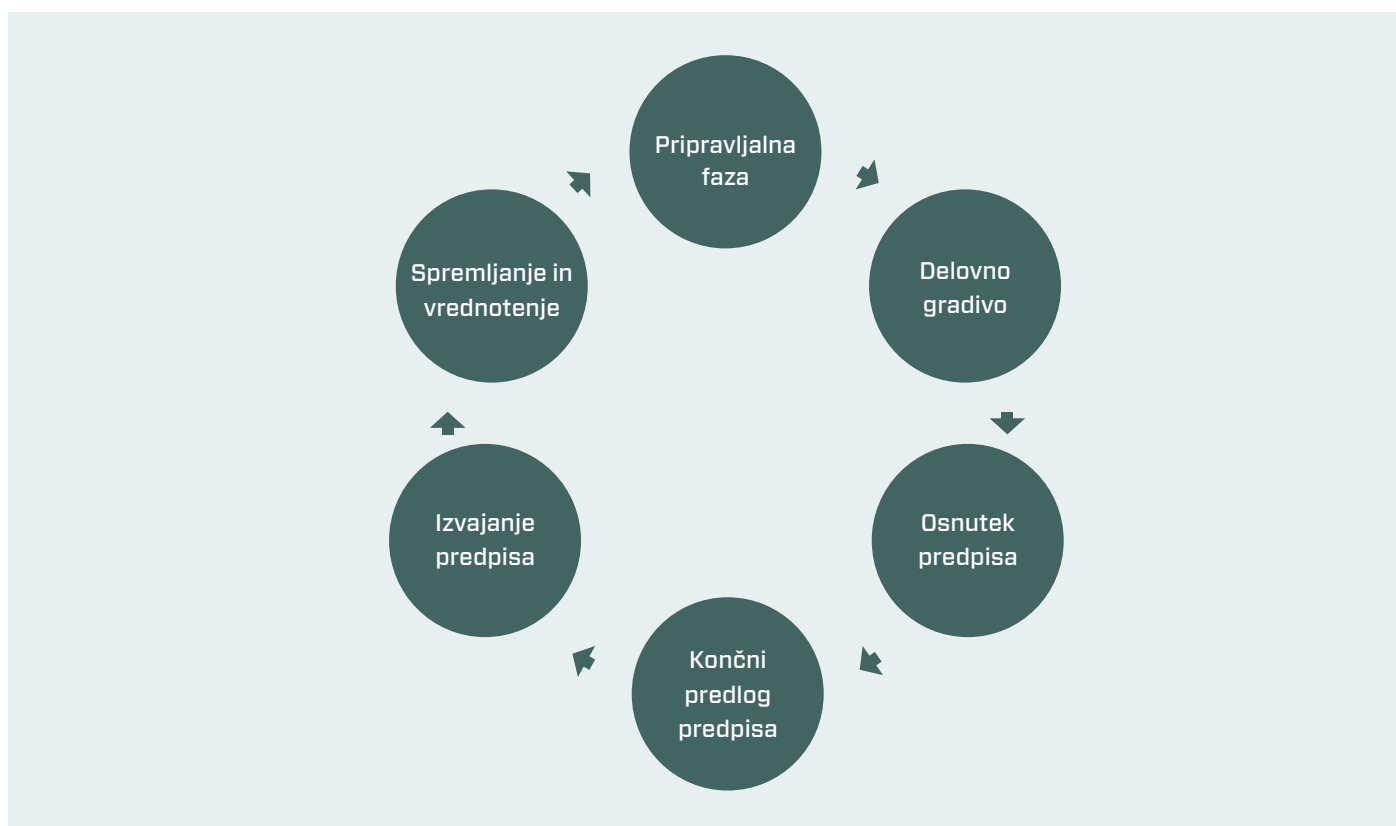 Pripravljalna
faza
Delovno
gradivo
Osnutek
predpisa
Končni
predlog
predpisa
Izvajanje
predpisa
Spremljanje in
vrednotenje